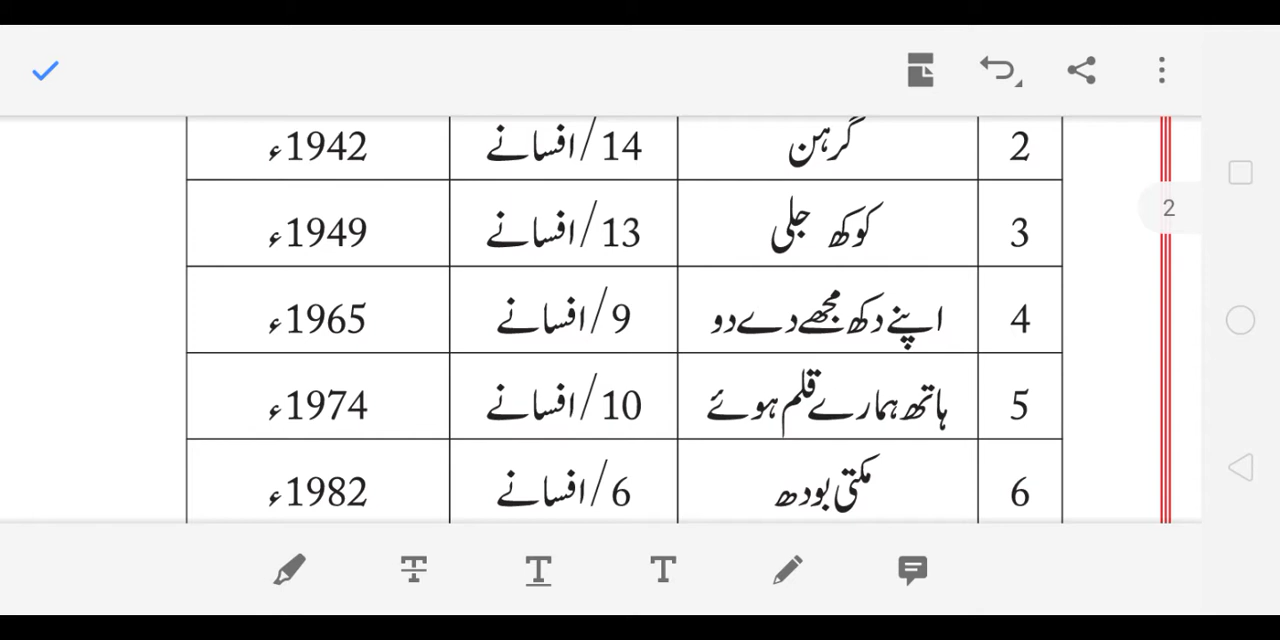 2 گرہن 14/افسانے 1942ء
3 کوکھ جلی 13/افسانے 1949ء
4 اپنے دکھ مجھے دے دو 9/افسانے 1965ء
5 ہاتھ ہمارے قلم ہوئے 10/افسانے 1974ء
6 مکتی بودھ 6/افسانے 1982ء
2